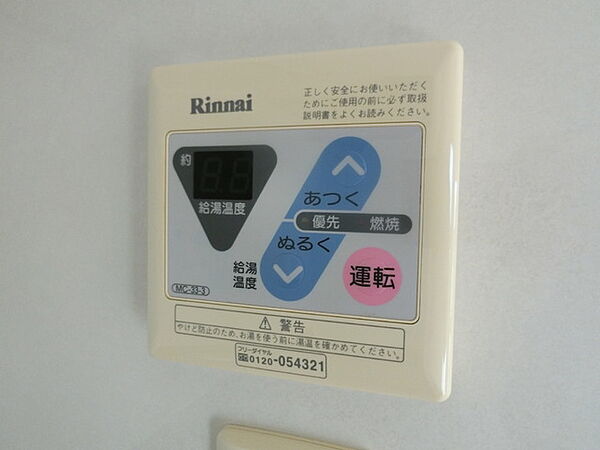 Rinnai
正しく安全にお使いいただく
ためにご使用の前に必ず取扱
説明書をよくお読みください。
約
給湯温度
あつく
優先 燃焼
ぬるく
給湯
温度
運転
MC-33-3
⚠ 警告
やけど防止のため、お湯を使う前に湯温を確かめてください。
フリーダイヤル
0120-054321